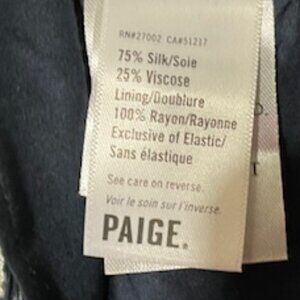 RN#27002 CA#51217
75% Silk/Soie
25% Viscose
Lining/Doublure
100% Rayon/Rayonne
Exclusive of Elastic/
Sans élastique
See care on reverse.
Voir le soin sur l'inverse.
PAIGE.